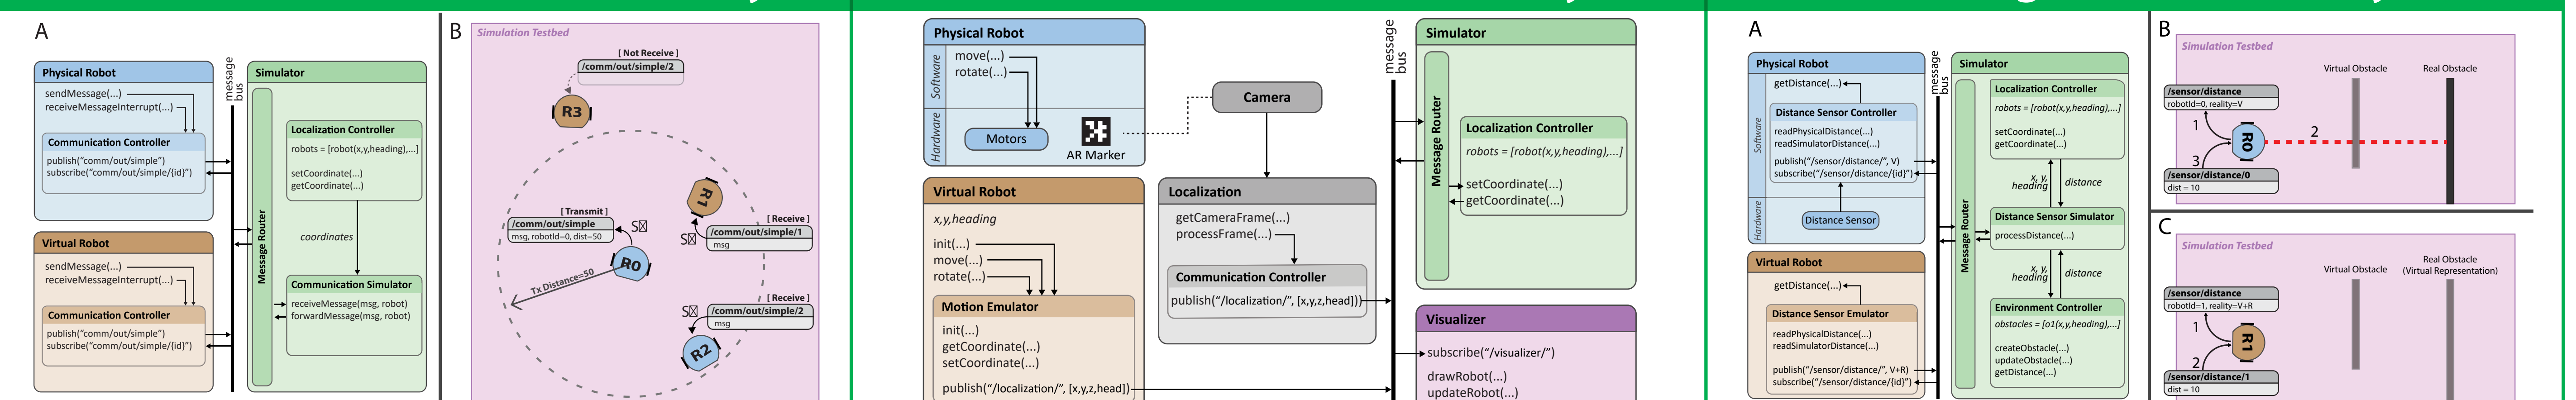 A
Physical Robot
sendMessage(...)
receiveMessageInterrupt(...)
Communication Controller
publish("comm/out/simple")
subscribe("comm/out/simple/{id}")
Virtual Robot
sendMessage(...)
receiveMessageInterrupt(...)
Communication Controller
publish("comm/out/simple")
subscribe("comm/out/simple/{id}")
message
bus
Simulator
Message Router
Localization Controller
robots = [robot(x,y,heading),...]
setCoordinate(...)
getCoordinate(...)
coordinates
Communication Simulator
receiveMessage(msg, robot)
forwardMessage(msg, robot)
B
Simulation Testbed
[ Not Receive ]
/comm/out/simple/2
R3
R1
[ Transmit ]
/comm/out/simple
msg, robotId=0, dist=50
S
S
[ Receive ]
/comm/out/simple/1
msg
R0
Tx Distance=50
[ Receive ]
S
/comm/out/simple/2
msg
R2
Physical Robot
Software
move(...)
rotate(...)
Hardware
Motors
AR Marker
Camera
Virtual Robot
x,y,heading
init(...)
move(...)
rotate(...)
Motion Emulator
init(...)
getCoordinate(...)
setCoordinate(...)
publish("/localization/", [x,y,z,head])
Localization
getCameraFrame(...)
processFrame(...)
Communication Controller
publish("/localization/", [x,y,z,head]))
message
bus
Simulator
Message Router
Localization Controller
robots = [robot(x,y,heading),...]
setCoordinate(...)
getCoordinate(...)
Visualizer
subscribe("/visualizer/")
drawRobot(...)
updateRobot(...)
A
Physical Robot
Software
getDistance(...)
Distance Sensor Controller
readPhysicalDistance(...)
readSimulatorDistance(...)
publish("/sensor/distance/", V)
subscribe("/sensor/distance/{id}")
Hardware
Distance Sensor
Virtual Robot
getDistance(...)
Distance Sensor Emulator
readPhysicalDistance(...)
readSimulatorDistance(...)
publish("/sensor/distance/", V+R)
subscribe("/sensor/distance/{id}")
message
bus
Simulator
Message Router
Localization Controller
robots = [robot(x,y,heading),...]
setCoordinate(...)
getCoordinate(...)
x, y,
heading
distance
Distance Sensor Simulator
processDistance(...)
x, y,
heading
distance
Environment Controller
obstacles = [o1(x,y,heading),...]
createObstacle(...)
updateObstacle(...)
getDistance(...)
B
Simulation Testbed
Virtual Obstacle
Real Obstacle
/sensor/distance
robotId=0, reality=V
1
R0
2
3
/sensor/distance/0
dist = 10
C
Simulation Testbed
Virtual Obstacle
Real Obstacle
(Virtual Representation)
/sensor/distance
robotId=1, reality=V+R
1
R1
2
/sensor/distance/1
dist = 10